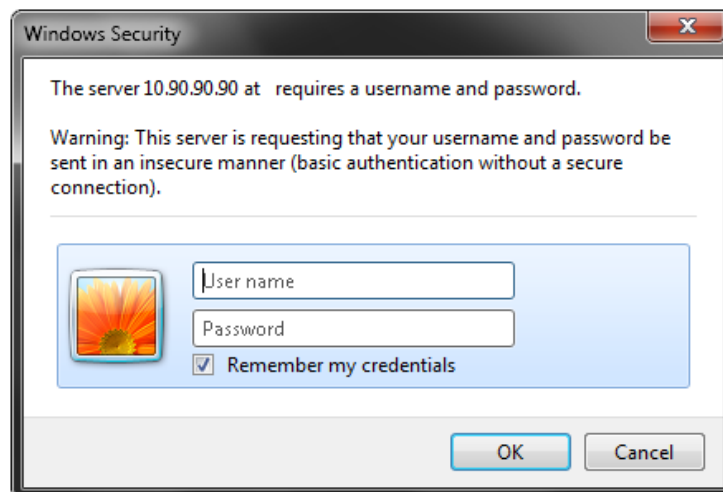 Windows Security
The server 10.90.90.90 at   requires a username and password.
Warning: This server is requesting that your username and password be
sent in an insecure manner (basic authentication without a secure
connection).
User name
Password
Remember my credentials
OK Cancel